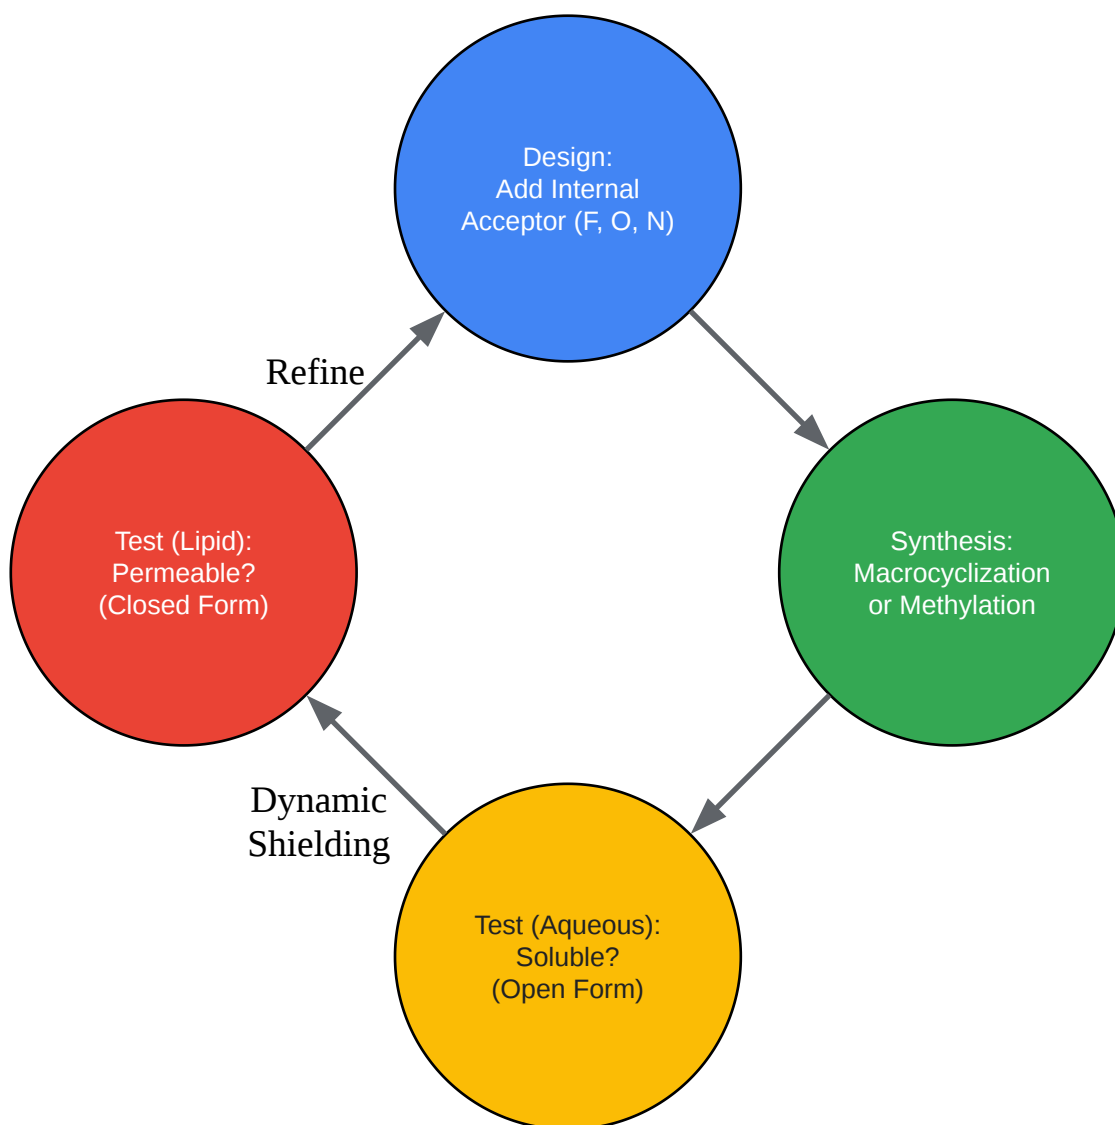 Design:
Add Internal
Acceptor (F, O, N)
Refine
Test (Lipid):
Permeable?
(Closed Form)
Synthesis:
Macrocyclization
or Methylation
Dynamic
Shielding
Test (Aqueous):
Soluble?
(Open Form)